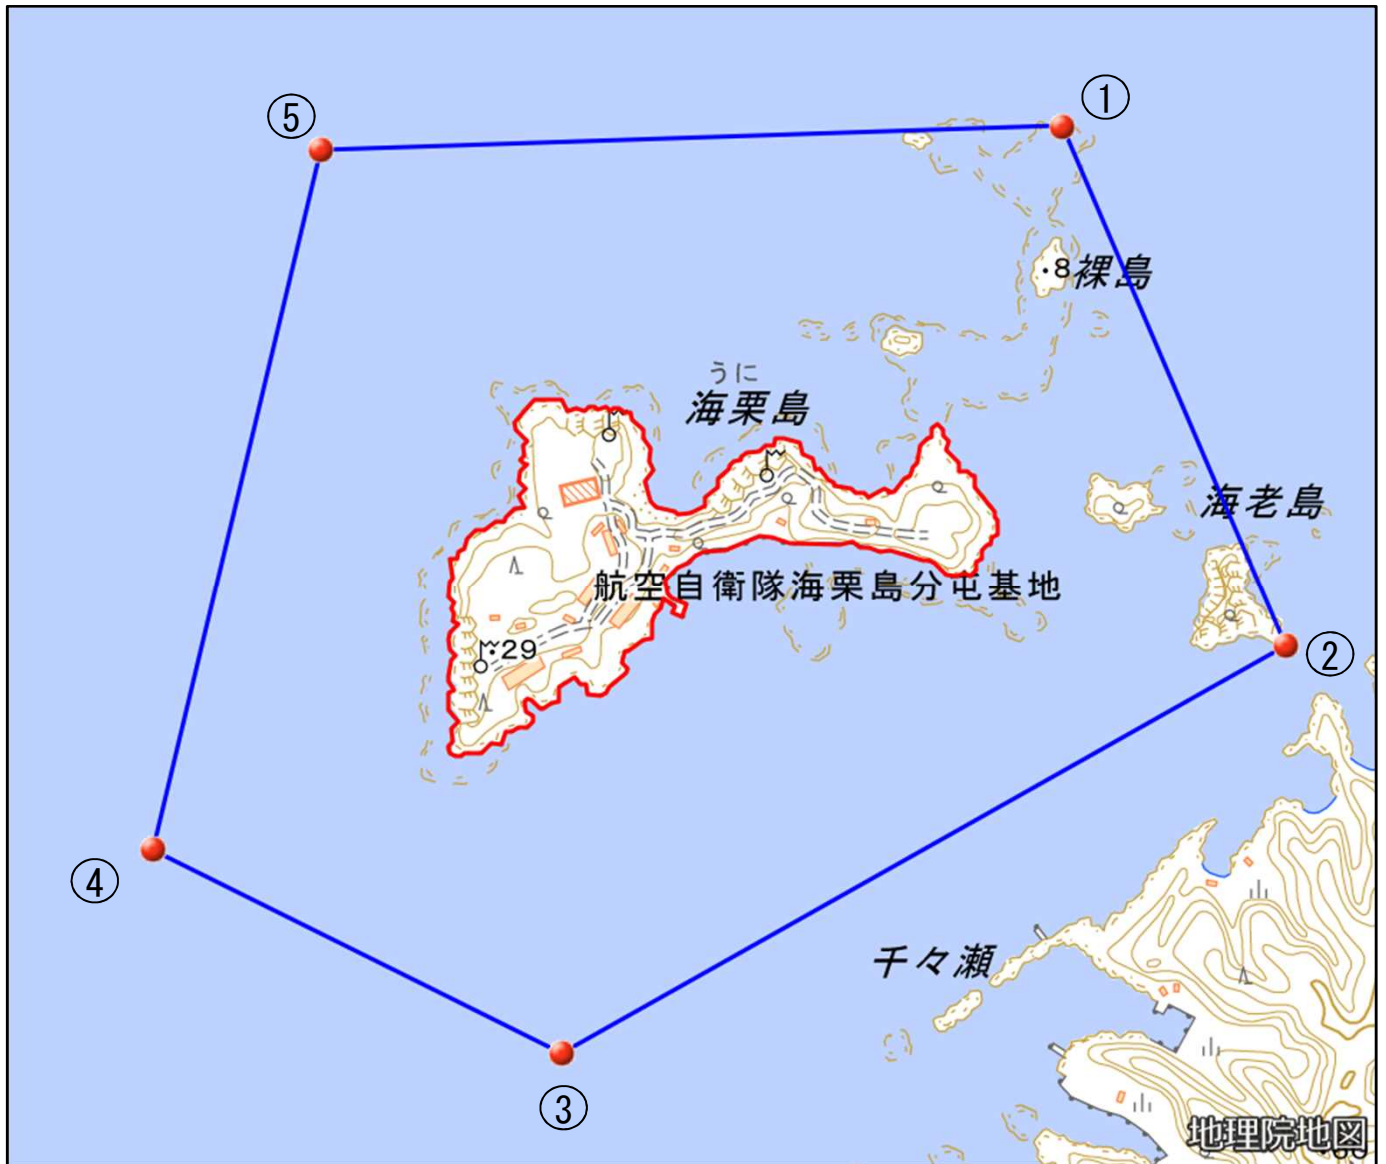 ⑤
①
・8裸島
うに
海栗島
海老島
航空自衛隊海栗島分屯基地
・29
②
④
千々瀬
③
地理院地図